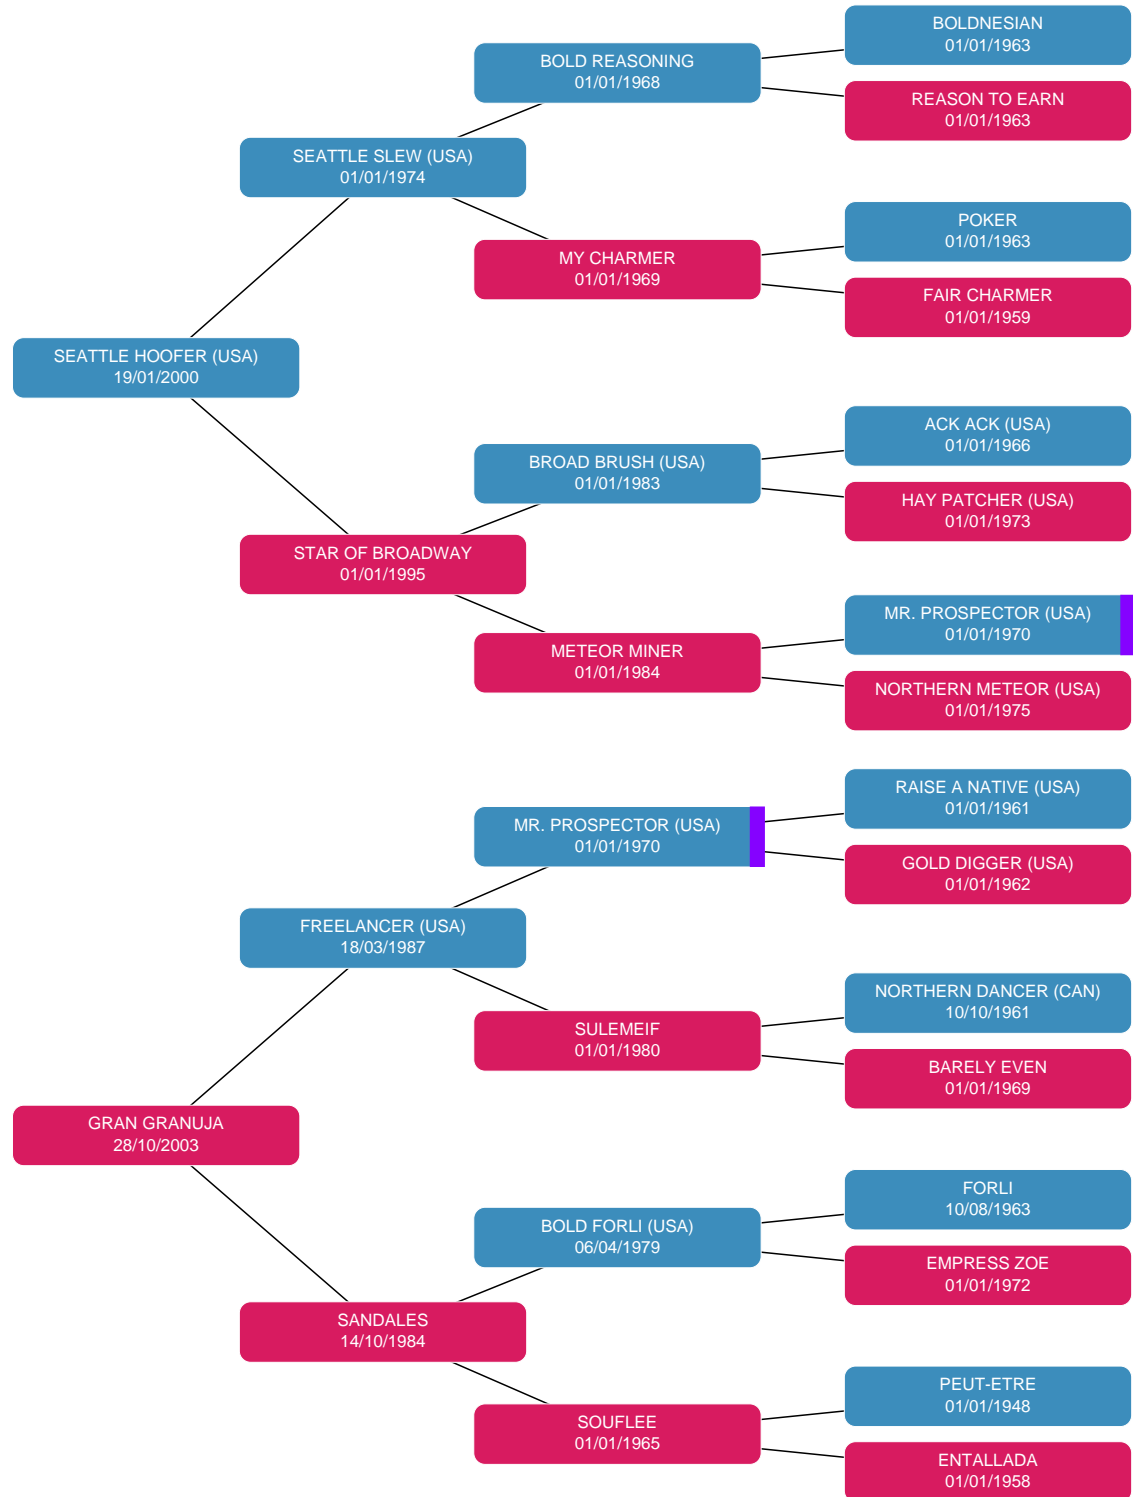 BOLDNESIAN
01/01/1963
BOLD REASONING
01/01/1968
REASON TO EARN
01/01/1963
SEATTLE SLEW (USA)
01/01/1974
POKER
01/01/1963
MY CHARMER
01/01/1969
FAIR CHARMER
01/01/1959
SEATTLE HOOFER (USA)
19/01/2000
ACK ACK (USA)
01/01/1966
BROAD BRUSH (USA)
01/01/1983
HAY PATCHER (USA)
01/01/1973
STAR OF BROADWAY
01/01/1995
MR. PROSPECTOR (USA)
01/01/1970
METEOR MINER
01/01/1984
NORTHERN METEOR (USA)
01/01/1975
RAISE A NATIVE (USA)
01/01/1961
MR. PROSPECTOR (USA)
01/01/1970
GOLD DIGGER (USA)
01/01/1962
FREELANCER (USA)
18/03/1987
NORTHERN DANCER (CAN)
10/10/1961
SULEMEIF
01/01/1980
BARELY EVEN
01/01/1969
GRAN GRANUJA
28/10/2003
FORLI
10/08/1963
BOLD FORLI (USA)
06/04/1979
EMPRESS ZOE
01/01/1972
SANDALES
14/10/1984
PEUT-ETRE
01/01/1948
SOUFLEE
01/01/1965
ENTALLADA
01/01/1958